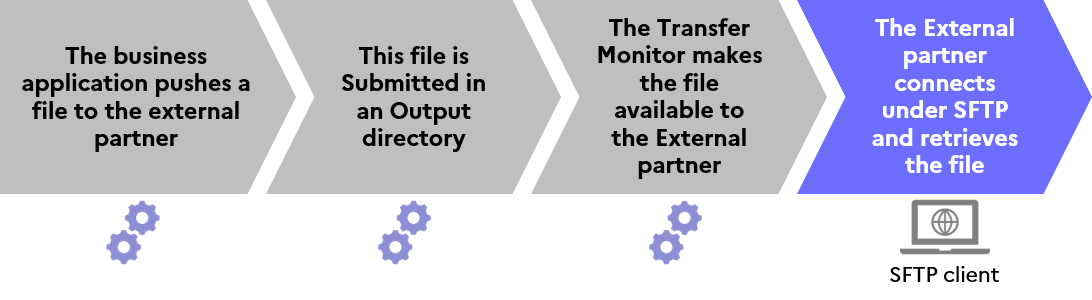 The business
application pushes a
file to the external
partner
This file is
Submitted in
an Output
directory
The Transfer
Monitor makes
the file
available to
the External
partner
The External
partner
connects
under SFTP
and retrieves
the file
SFTP client